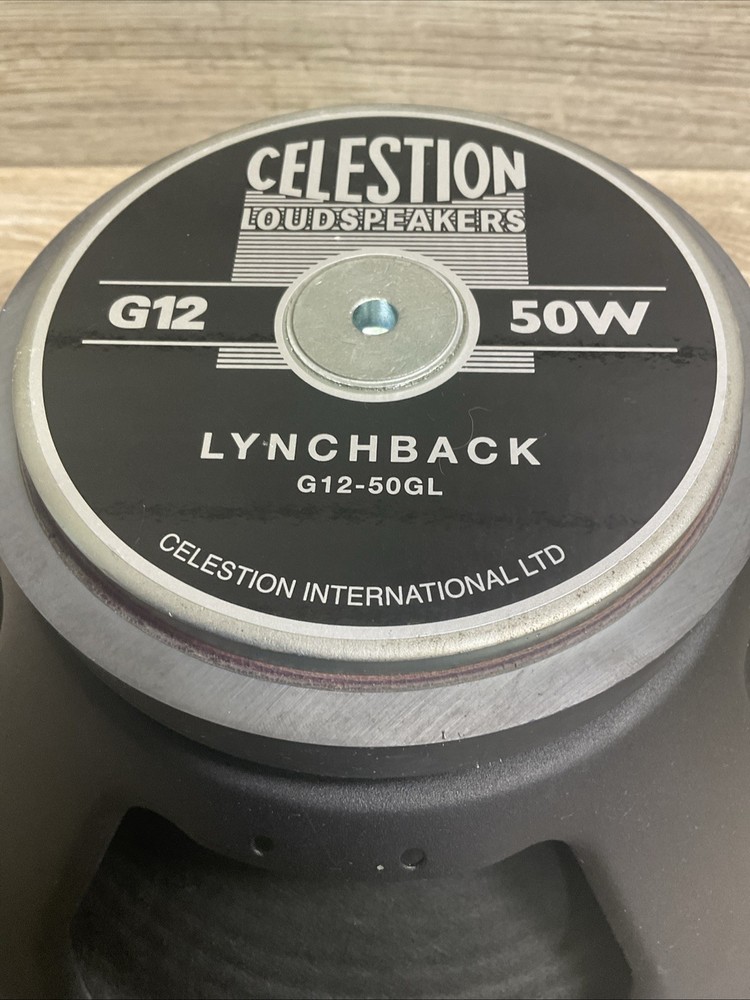 CELESTION
LOUDSPEAKERS
G12 50W
LYNCHBACK
G12-50GL
CELESTION INTERNATIONAL LTD